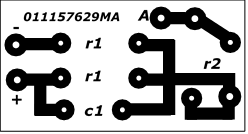 011157629MA A
- r1
r1 r2
+ c1